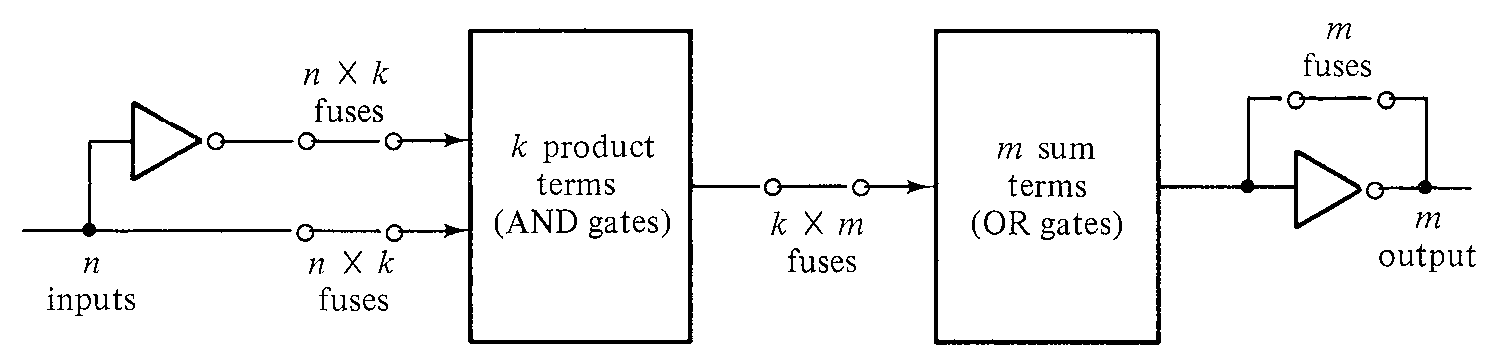 n × k
fuses
n
inputs
n × k
fuses
k product
terms
(AND gates)
k × m
fuses
m sum
terms
(OR gates)
m
fuses
m
output